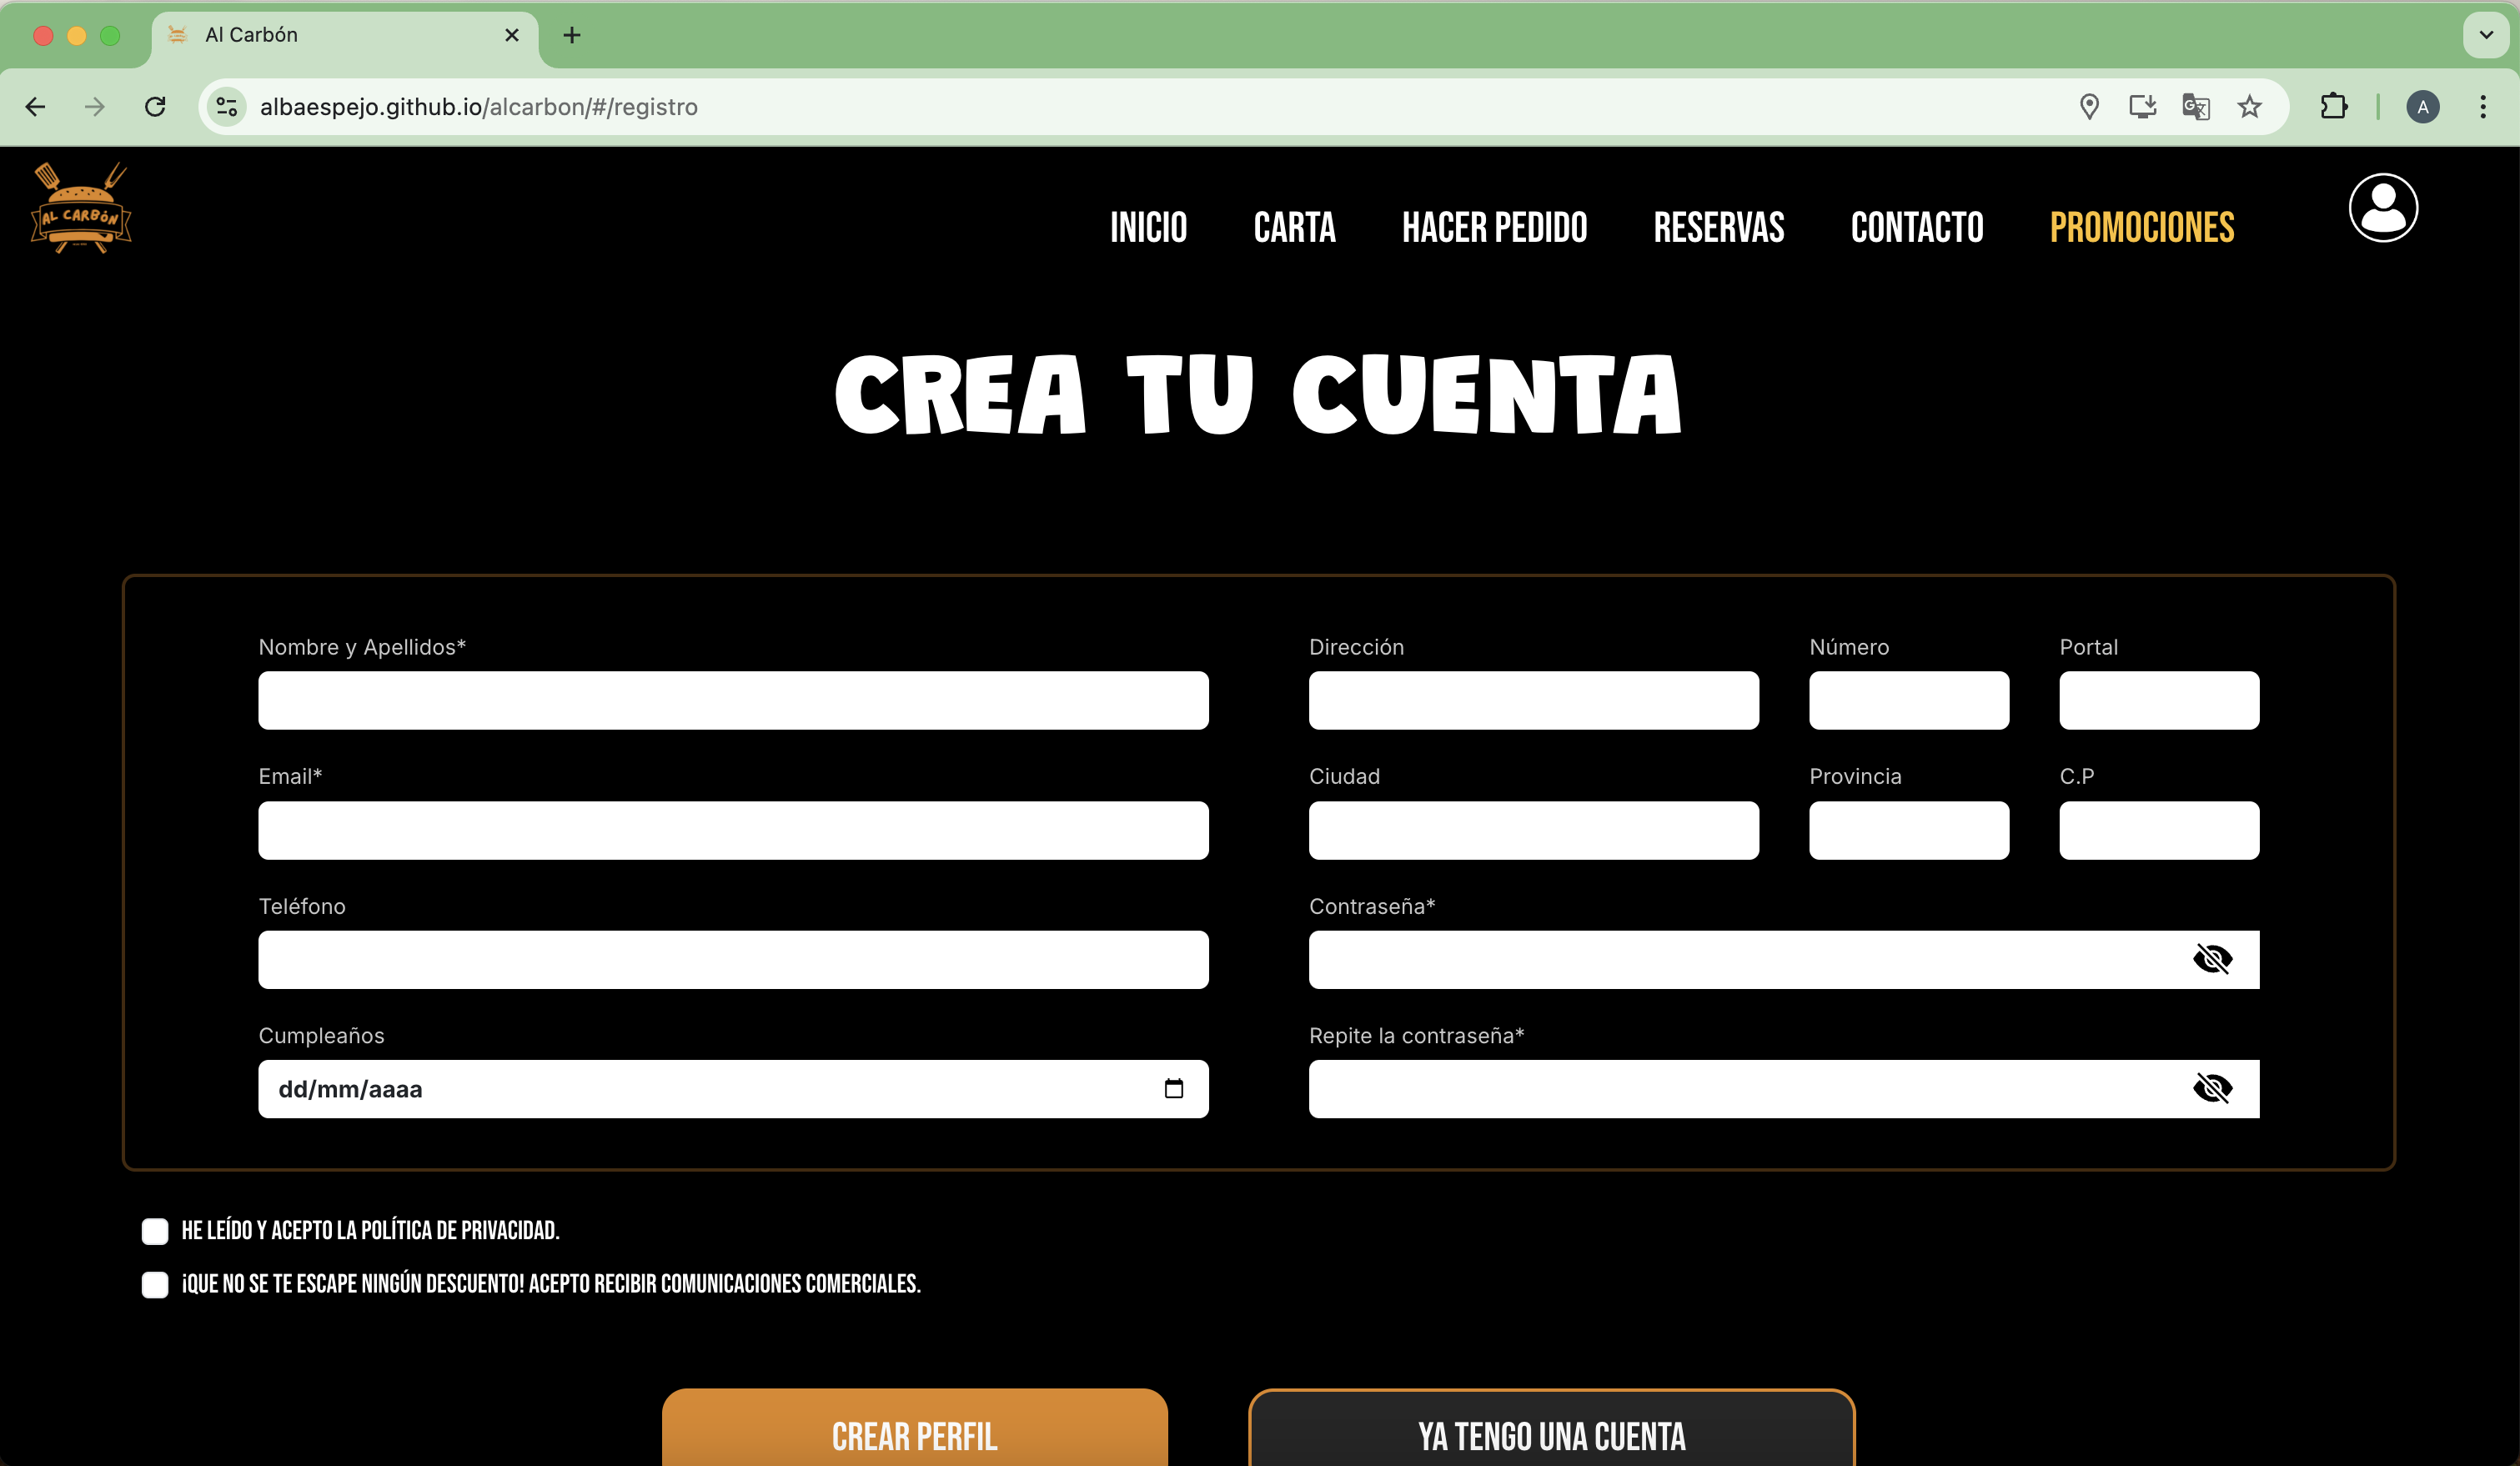 Al Carbón
albaespejo.github.io/alcarbon/#/registro
A
AL CARBÓN
INICIO CARTA HACER PEDIDO RESERVAS CONTACTO PROMOCIONES
CREA TU CUENTA
Nombre y Apellidos* Dirección Número Portal
Email* Ciudad Provincia C.P
Teléfono Contraseña*
Cumpleaños Repite la contraseña*
dd/mm/aaaa
HE LEÍDO Y ACEPTO LA POLÍTICA DE PRIVACIDAD.
¡QUE NO SE TE ESCAPE NINGÚN DESCUENTO! ACEPTO RECIBIR COMUNICACIONES COMERCIALES.
CREAR PERFIL YA TENGO UNA CUENTA